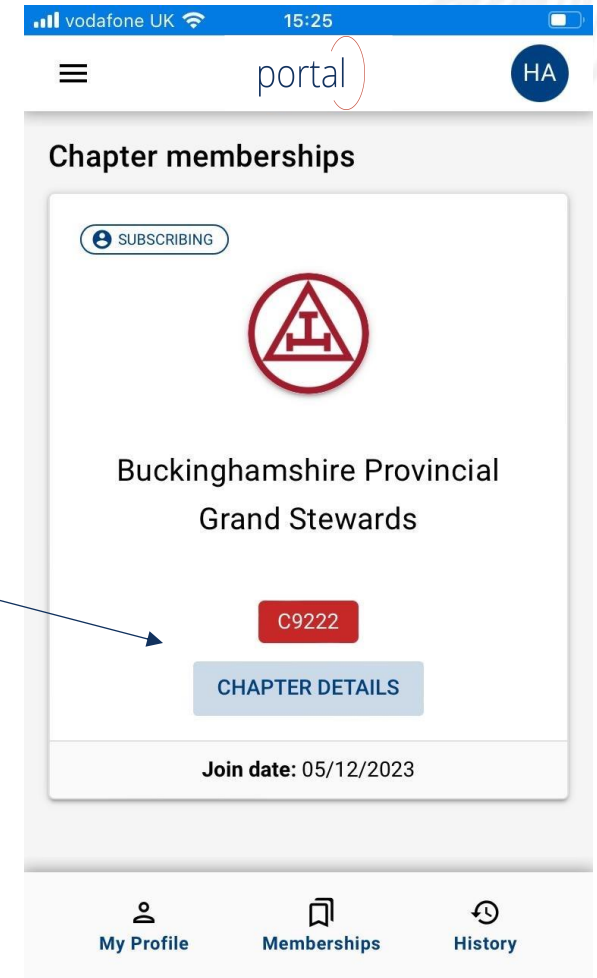 vodafone UK 15:25
portal HA
Chapter memberships
SUBSCRIBING
Buckinghamshire Provincial
Grand Stewards
C9222
CHAPTER DETAILS
Join date: 05/12/2023
My Profile Memberships History